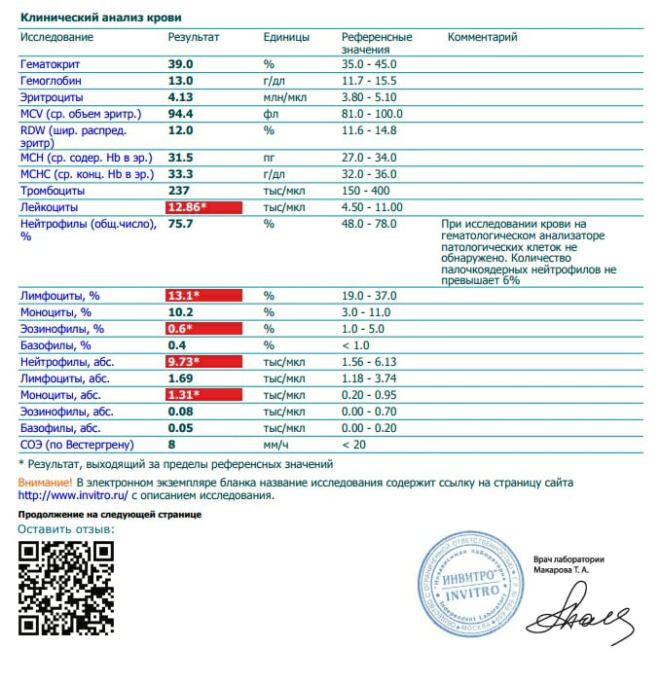 Клинический анализ крови
Исследование Результат Единицы Референсные значения Комментарий
Гематокрит 39.0 % 35.0 - 45.0
Гемоглобин 13.0 г/дл 11.7 - 15.5
Эритроциты 4.13 млн/мкл 3.80 - 5.10
MCV (ср. объем эритр.) 94.4 фл 81.0 - 100.0
RDW (шир. распред. эритр) 12.0 % 11.6 - 14.8
MCH (ср. содер. Hb в эр.) 31.5 пг 27.0 - 34.0
MCHC (ср. конц. Hb в эр.) 33.3 г/дл 32.0 - 36.0
Тромбоциты 237 тыс/мкл 150 - 400
Лейкоциты 12.86* тыс/мкл 4.50 - 11.00
Нейтрофилы (общ.число), % 75.7 % 48.0 - 78.0 При исследовании крови на
гематологическом анализаторе
патологических клеток не
обнаружено. Количество
палочкоядерных нейтрофилов не
превышает 6%
Лимфоциты, % 13.1* % 19.0 - 37.0
Моноциты, % 10.2 % 3.0 - 11.0
Эозинофилы, % 0.6* % 1.0 - 5.0
Базофилы, % 0.4 % < 1.0
Нейтрофилы, абс. 9.73* тыс/мкл 1.56 - 6.13
Лимфоциты, абс. 1.69 тыс/мкл 1.18 - 3.74
Моноциты, абс. 1.31* тыс/мкл 0.20 - 0.95
Эозинофилы, абс. 0.08 тыс/мкл 0.00 - 0.70
Базофилы, абс. 0.05 тыс/мкл 0.00 - 0.20
СОЭ (по Вестергрену) 8 мм/ч < 20
* Результат, выходящий за пределы референсных значений
Внимание! В электронном экземпляре бланка название исследования содержит ссылку на страницу сайта
http://www.invitro.ru/ с описанием исследования.
Продолжение на следующей странице
Оставить отзыв:
Врач лаборатории
Макарова Т. А.
ОБЩЕСТВО С ОГРАНИЧЕННОЙ ОТВЕТСТВЕННОСТЬЮ
Независимая лаборатория
ИНВИТРО
INVITRO
Independent Laboratory
МОСКВА